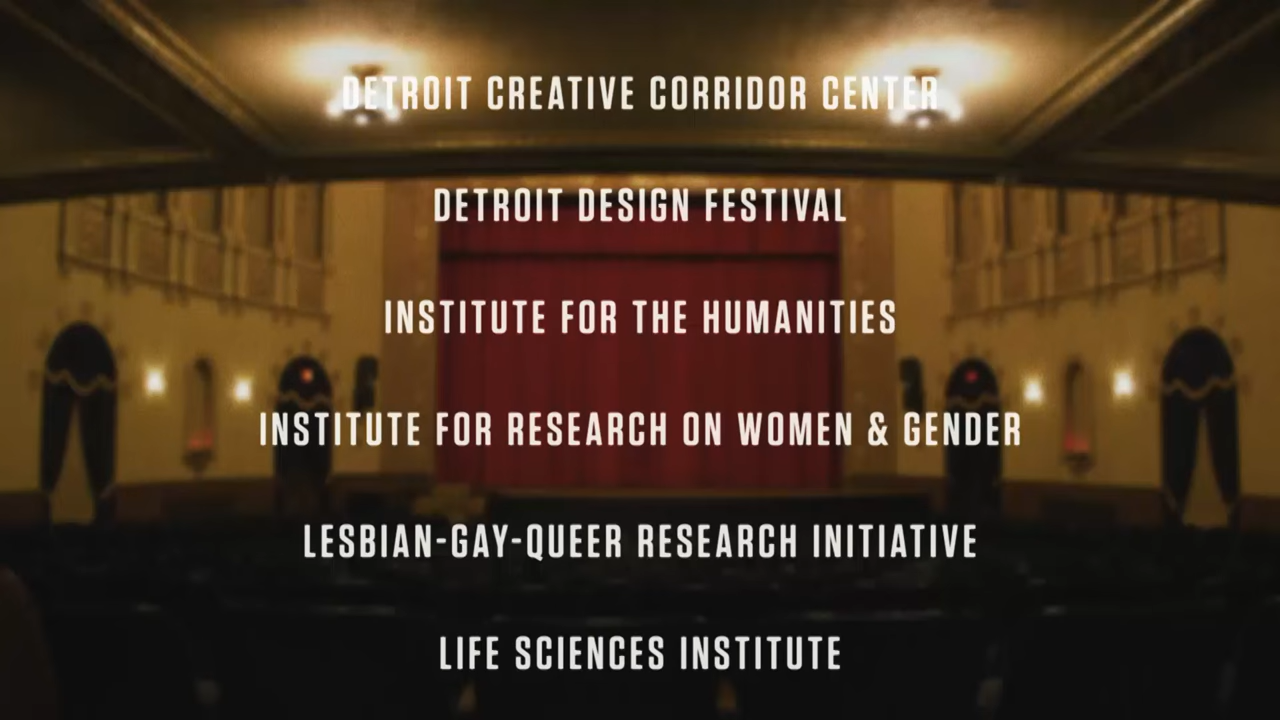 DETROIT CREATIVE CORRIDOR CENTER
DETROIT DESIGN FESTIVAL
INSTITUTE FOR THE HUMANITIES
INSTITUTE FOR RESEARCH ON WOMEN & GENDER
LESBIAN-GAY-QUEER RESEARCH INITIATIVE
LIFE SCIENCES INSTITUTE